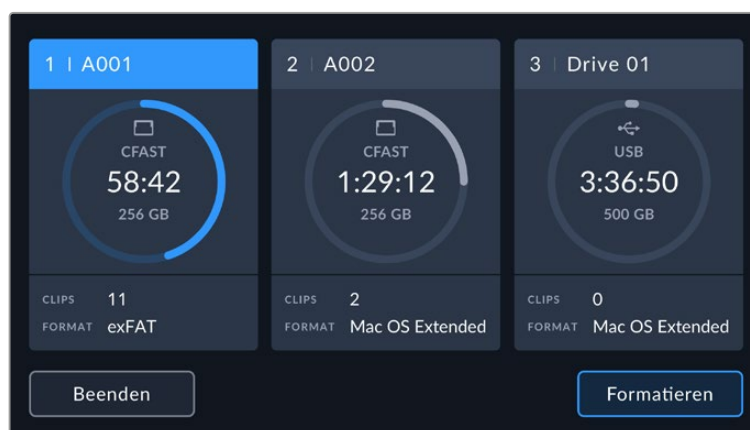 1 | A001
CFAST
58:42
256 GB
CLIPS 11
FORMAT exFAT
2 | A002
CFAST
1:29:12
256 GB
CLIPS 2
FORMAT Mac OS Extended
3 | Drive 01
USB
3:36:50
500 GB
CLIPS 0
FORMAT Mac OS Extended
Beenden
Formatieren